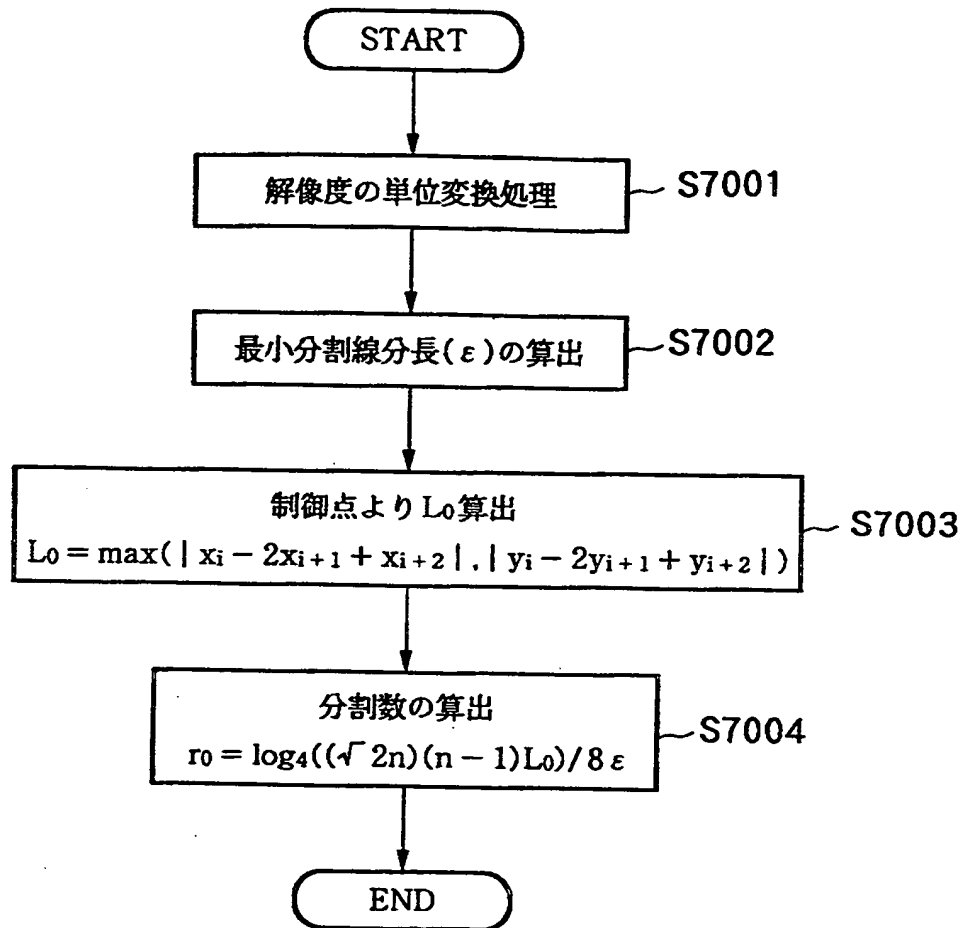 START
解像度の単位変換処理
S7001
最小分割線分長(ε)の算出
S7002
制御点よりL₀算出
L₀ = max(| xᵢ − 2xᵢ₊₁ + xᵢ₊₂ | , | yᵢ − 2yᵢ₊₁ + yᵢ₊₂ | )
S7003
分割数の算出
r₀ = log₄((√ 2n)(n − 1)L₀)/8 ε
S7004
END